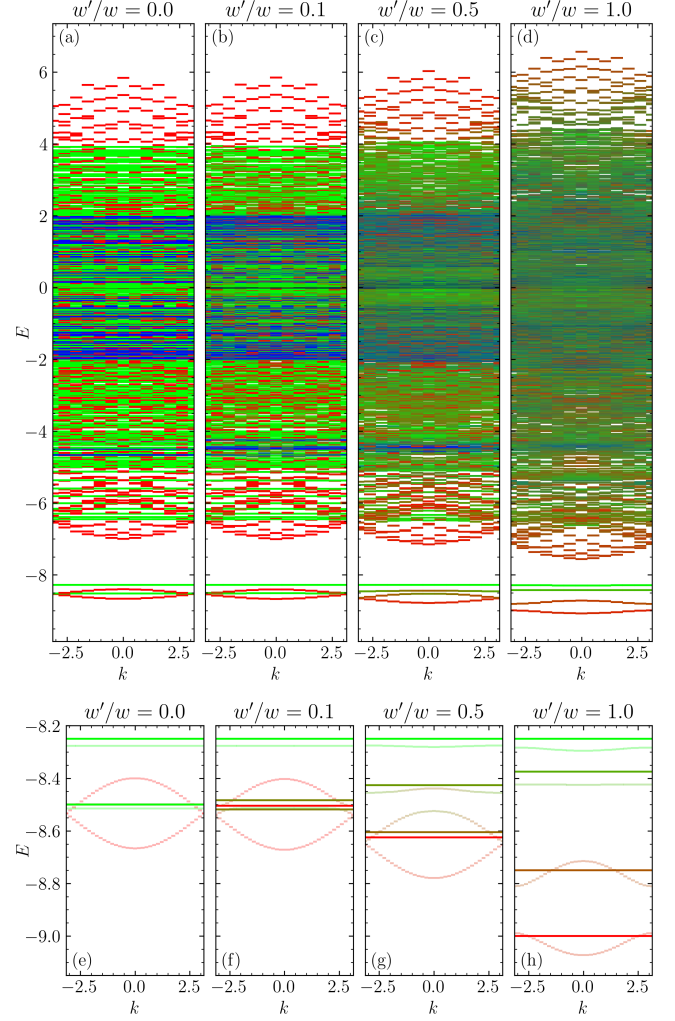 w′/w = 0.0
w′/w = 0.1
w′/w = 0.5
w′/w = 1.0
(a)
(b)
(c)
(d)
6
4
2
0
−2
−4
−6
−8
E
−2.5 0.0 2.5
−2.5 0.0 2.5
−2.5 0.0 2.5
−2.5 0.0 2.5
k
k
k
k
w′/w = 0.0
w′/w = 0.1
w′/w = 0.5
w′/w = 1.0
−8.2
−8.4
−8.6
−8.8
−9.0
E
(e)
(f)
(g)
(h)
−2.5 0.0 2.5
−2.5 0.0 2.5
−2.5 0.0 2.5
−2.5 0.0 2.5
k
k
k
k